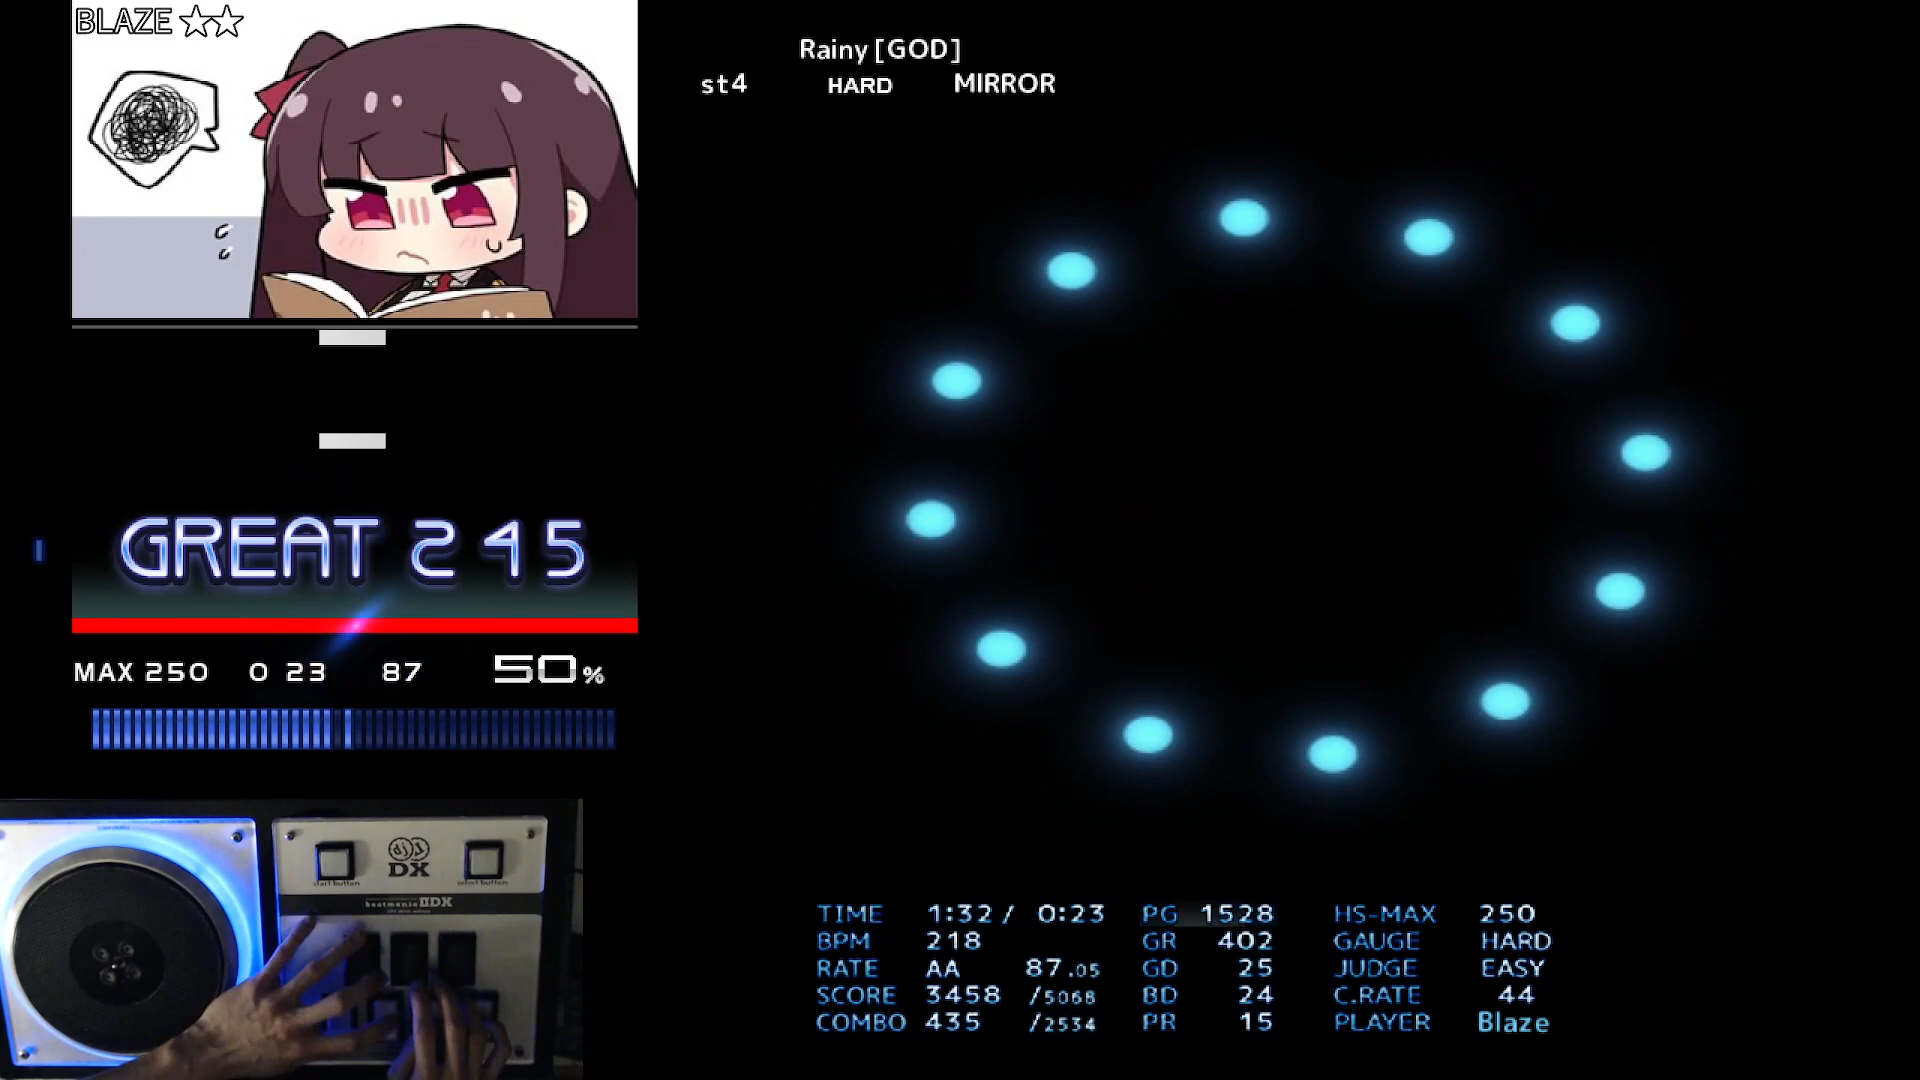 BLAZE ☆☆
Rainy [GOD]
st4 HARD MIRROR
GREAT 245
MAX 250 0 23 87 50%
start button
select button
DX
beatmania IIDX
TIME 1:32 / 0:23 PG 1528 HS-MAX 250
BPM 218 GR 402 GAUGE HARD
RATE AA 87.05 GD 25 JUDGE EASY
SCORE 3458 /5068 BD 24 C.RATE 44
COMBO 435 /2534 PR 15 PLAYER Blaze